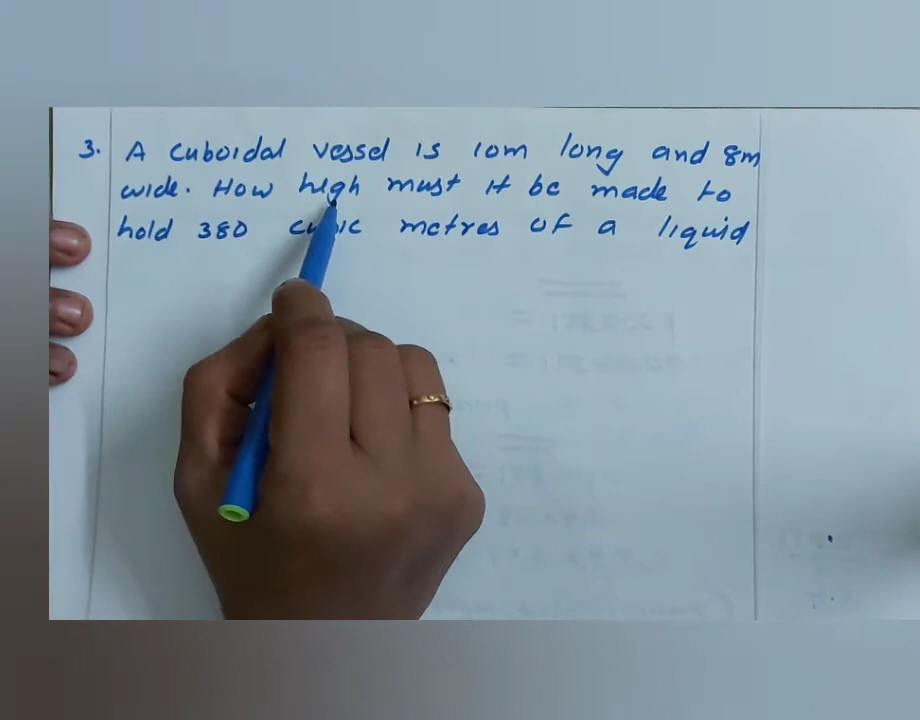 3. A cuboidal vessel is 10m long and 8m
wide. How high must it be made to
hold 380 cubic metres of a liquid